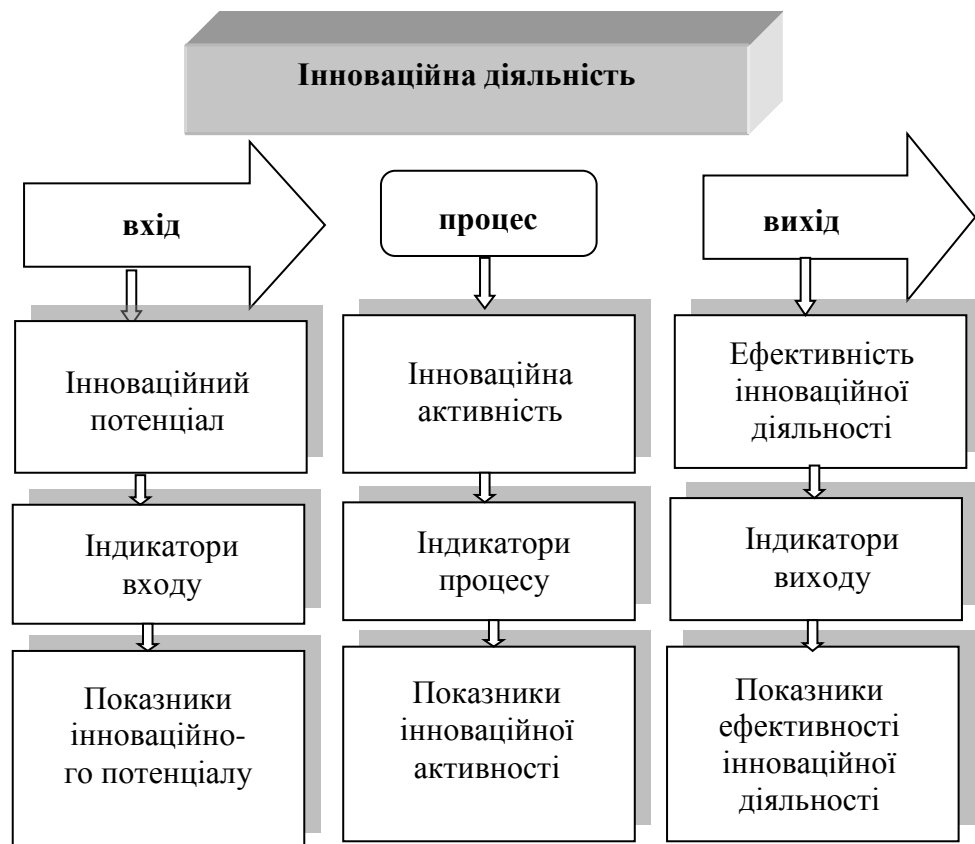 Інноваційна діяльність
вхід
процес
вихід
Інноваційний
потенціал
Інноваційна
активність
Ефективність
інноваційної
діяльності
Індикатори
входу
Індикатори
процесу
Індикатори
виходу
Показники
інноваційно-
го потенціалу
Показники
інноваційної
активності
Показники
ефективності
інноваційної
діяльності